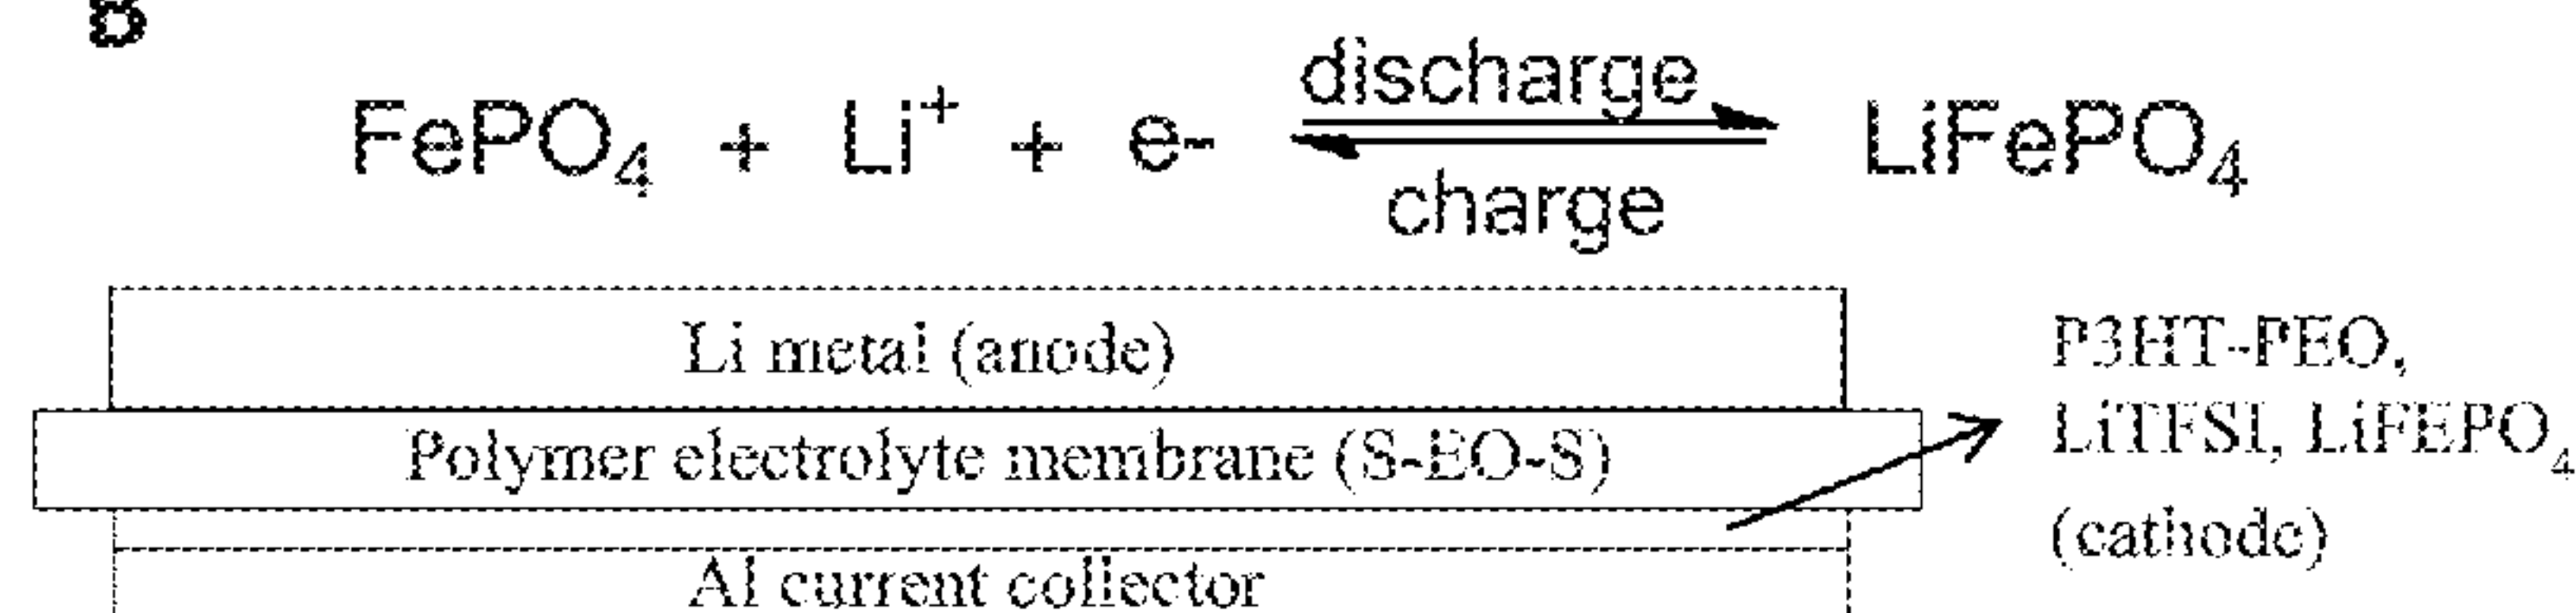 B
discharge
FePO₄ + Li⁺ + e- ⇌ LiFePO₄
charge
Li metal (anode)
Polymer electrolyte membrane (S-EO-S)
Al current collector
P3HT-PEO,
LiTFSI, LiFEPO₄
(cathode)